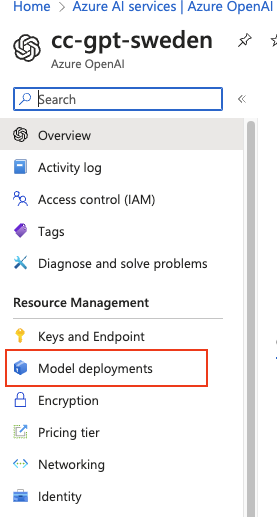 Home > Azure AI services | Azure OpenAI
cc-gpt-sweden
Azure OpenAI
Search
Overview
Activity log
Access control (IAM)
Tags
Diagnose and solve problems
Resource Management
Keys and Endpoint
Model deployments
Encryption
Pricing tier
Networking
Identity